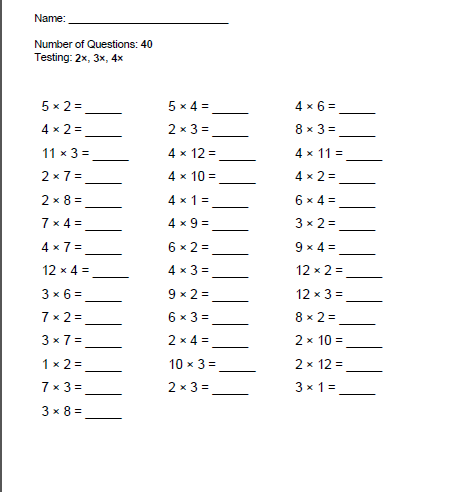 Name: ____________________
Number of Questions: 40
Testing: 2×, 3×, 4×
5 × 2 = _____ 5 × 4 = _____ 4 × 6 = _____
4 × 2 = _____ 2 × 3 = _____ 8 × 3 = _____
11 × 3 = _____ 4 × 12 = _____ 4 × 11 = _____
2 × 7 = _____ 4 × 10 = _____ 4 × 2 = _____
2 × 8 = _____ 4 × 1 = _____ 6 × 4 = _____
7 × 4 = _____ 4 × 9 = _____ 3 × 2 = _____
4 × 7 = _____ 6 × 2 = _____ 9 × 4 = _____
12 × 4 = _____ 4 × 3 = _____ 12 × 2 = _____
3 × 6 = _____ 9 × 2 = _____ 12 × 3 = _____
7 × 2 = _____ 6 × 3 = _____ 8 × 2 = _____
3 × 7 = _____ 2 × 4 = _____ 2 × 10 = _____
1 × 2 = _____ 10 × 3 = _____ 2 × 12 = _____
7 × 3 = _____ 2 × 3 = _____ 3 × 1 = _____
3 × 8 = _____